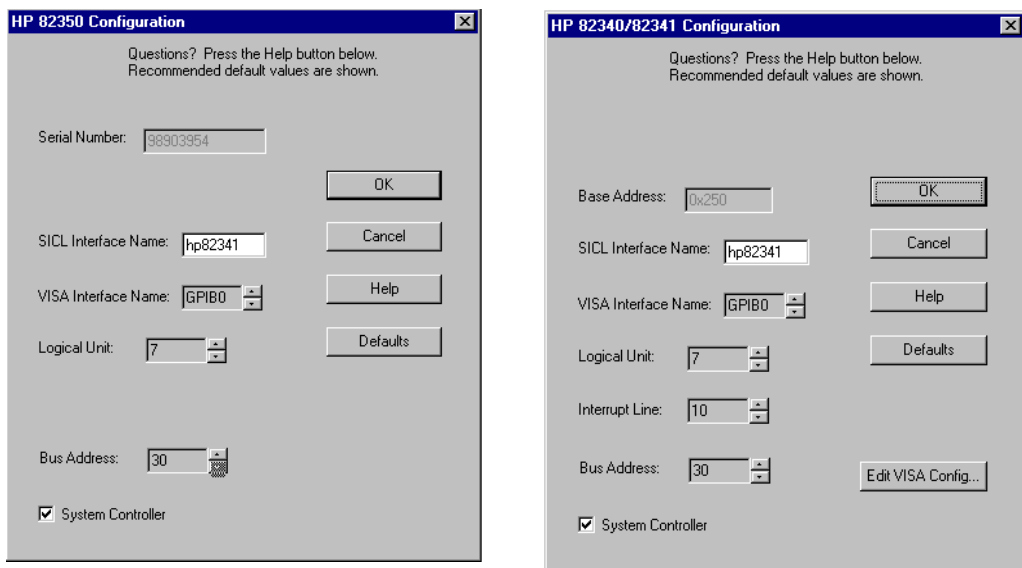 HP 82350 Configuration
Questions? Press the Help button below.
Recommended default values are shown.
Serial Number: 98903954
OK
SICL Interface Name: hp82341
Cancel
VISA Interface Name: GPIB0
Help
Logical Unit: 7
Defaults
Bus Address: 30
System Controller
HP 82340/82341 Configuration
Questions? Press the Help button below.
Recommended default values are shown.
Base Address: 0x250
OK
SICL Interface Name: hp82341
Cancel
VISA Interface Name: GPIB0
Help
Logical Unit: 7
Defaults
Interrupt Line: 10
Bus Address: 30
Edit VISA Config...
System Controller